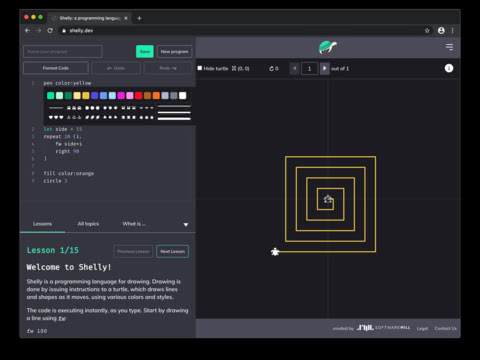 Shelly: a programming language
shelly.dev
Save
New program
Format Code
Undo
Redo
Hide turtle
(0, 0)
0
1
out of 1
1 pen color:yellow
2 let side = 15
3 repeat 20 {i,
4 fw side*i
5 right 90
6 }
7
8 fill color:orange
9 circle 3
Lessons
All topics
What is ...
Lesson 1/15
Previous Lesson
Next Lesson
Welcome to Shelly!
Shelly is a programming language for drawing. Drawing
is done by issuing instructions to a turtle, which draws lines
and shapes as it moves, using various colors and styles.
The code is executing instantly, as you type. Start by drawing
a line using fw
fw 100
created by
SOFTWAREMILL
Legal
Contact Us